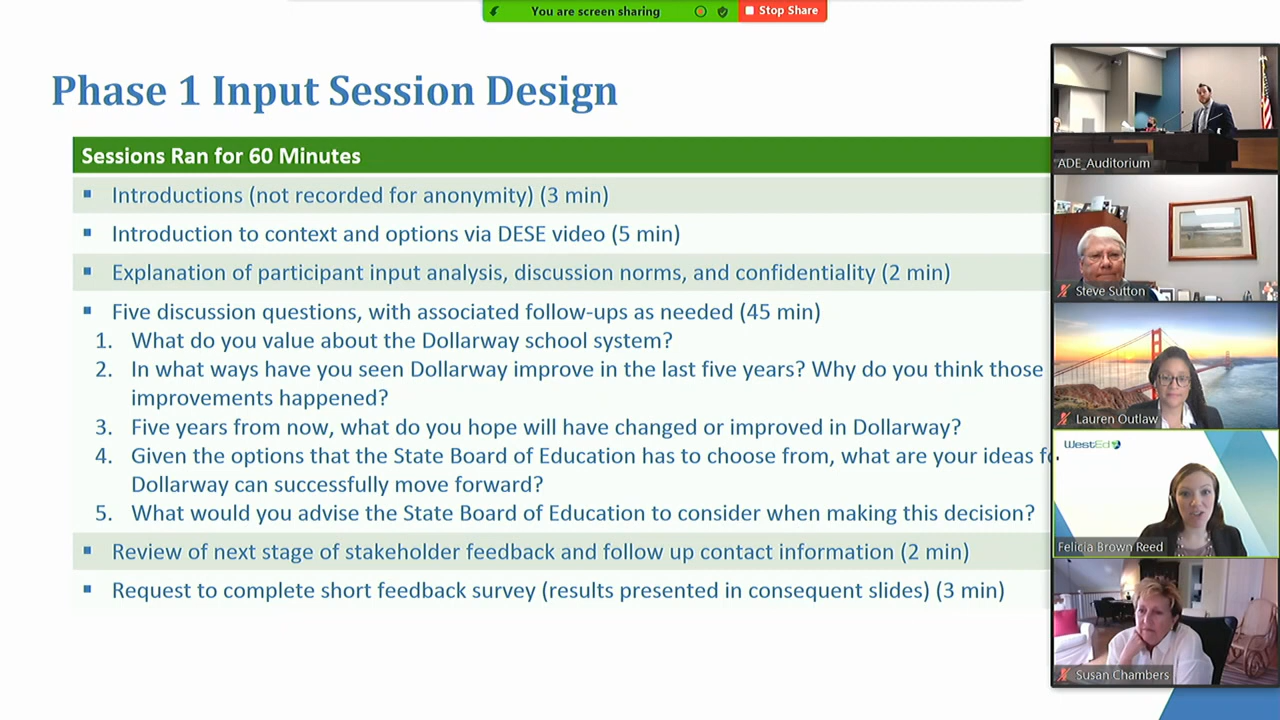 You are screen sharing
Stop Share
Phase 1 Input Session Design
Sessions Ran for 60 Minutes
Introductions (not recorded for anonymity) (3 min)
Introduction to context and options via DESE video (5 min)
Explanation of participant input analysis, discussion norms, and confidentiality (2 min)
Five discussion questions, with associated follow-ups as needed (45 min)
1. What do you value about the Dollarway school system?
2. In what ways have you seen Dollarway improve in the last five years? Why do you think those
improvements happened?
3. Five years from now, what do you hope will have changed or improved in Dollarway?
4. Given the options that the State Board of Education has to choose from, what are your ideas
Dollarway can successfully move forward?
5. What would you advise the State Board of Education to consider when making this decision?
Review of next stage of stakeholder feedback and follow up contact information (2 min)
Request to complete short feedback survey (results presented in consequent slides) (3 min)
ADE_Auditorium
Steve Sutton
Lauren Outlaw
WestEd
Felicia Brown Reed
Susan Chambers